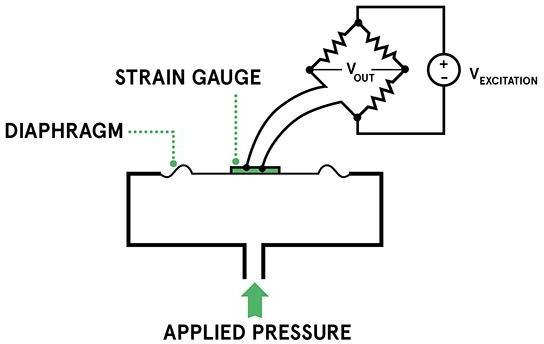 STRAIN GAUGE
DIAPHRAGM
VOUT
+
-
VEXCITATION
APPLIED PRESSURE